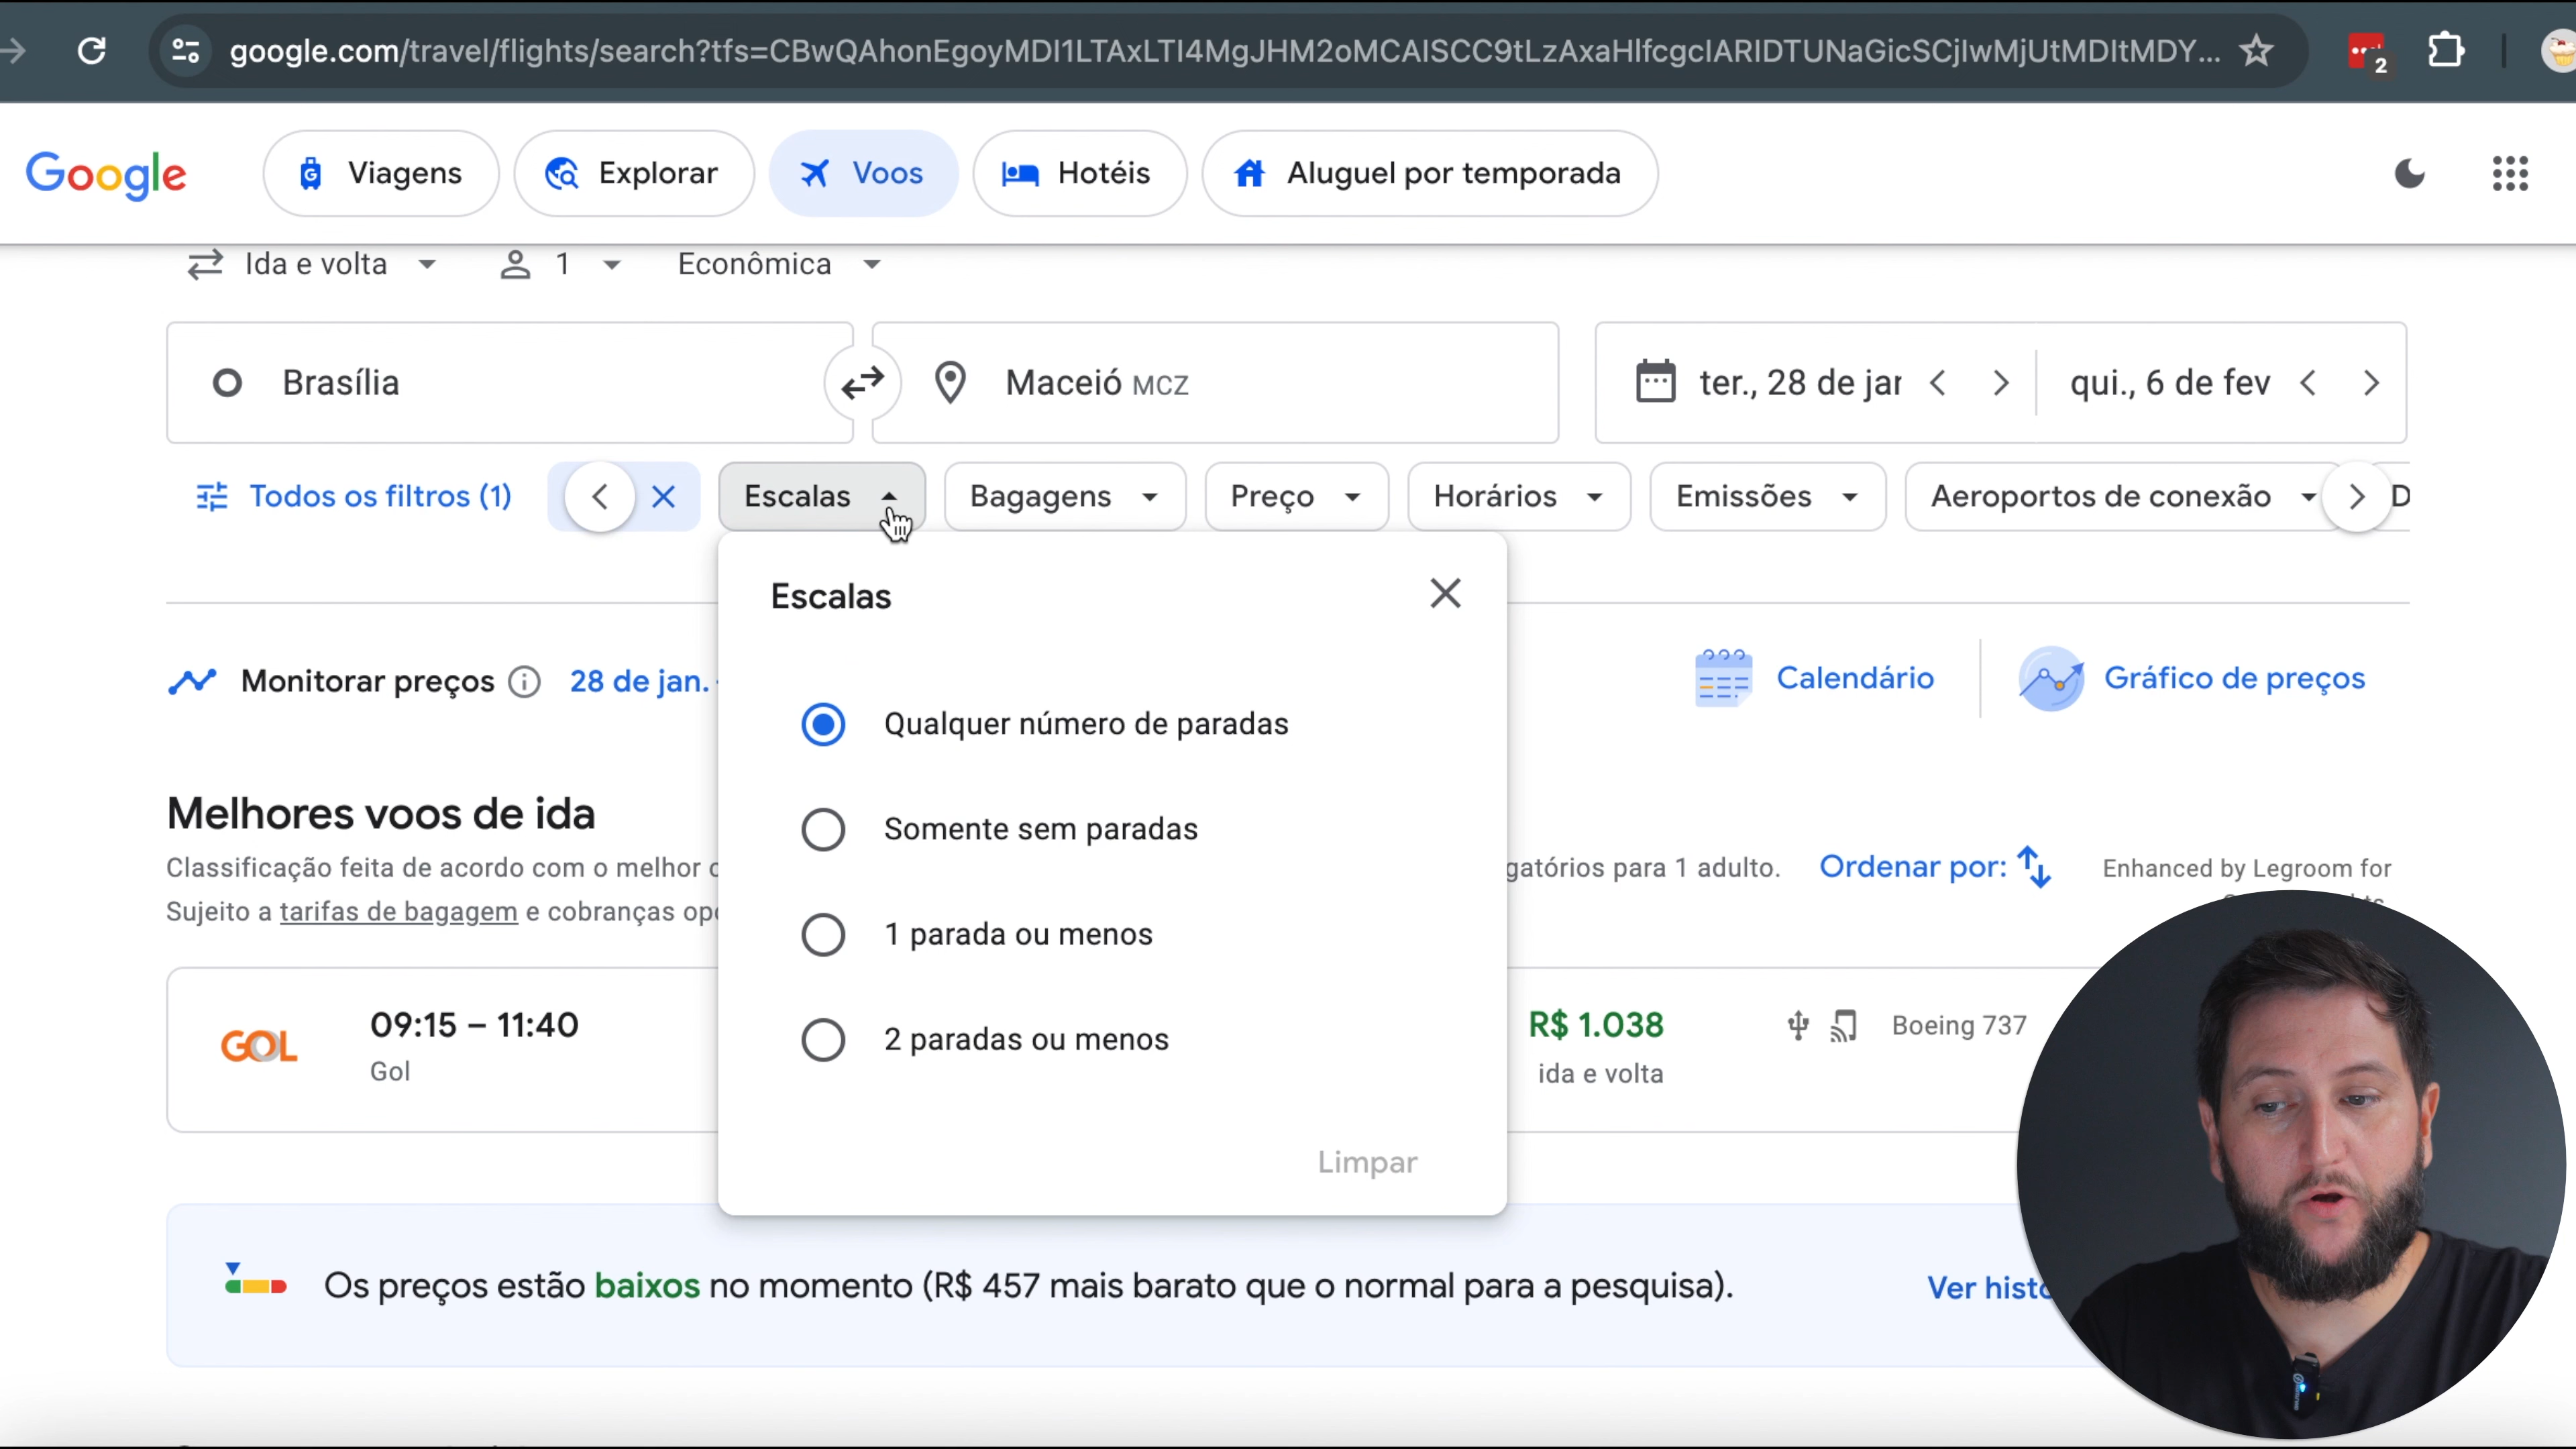 google.com/travel/flights/search?tfs=CBwQAhonEgoyMDI1LTAxLTI4MgJHM2oMCAISCC9tLzAxaHlfcgcIARIDTUNaGicSCjIwMjUtMDItMDY...
2
Google
Viagens
Explorar
Voos
Hotéis
Aluguel por temporada
Ida e volta
1
Econômica
Brasília
Maceió MCZ
ter., 28 de jan
qui., 6 de fev
Todos os filtros (1)
Escalas
Bagagens
Preço
Horários
Emissões
Aeroportos de conexão
D
Escalas
Monitorar preços
28 de jan.
Calendário
Gráfico de preços
Qualquer número de paradas
Melhores voos de ida
Somente sem paradas
Classificação feita de acordo com o melhor
gatórios para 1 adulto.
Ordenar por:
Enhanced by Legroom for
Sujeito a tarifas de bagagem e cobranças opc
1 parada ou menos
GOL
09:15 – 11:40
Gol
2 paradas ou menos
R$ 1.038
ida e volta
Boeing 737
Limpar
Os preços estão baixos no momento (R$ 457 mais barato que o normal para a pesquisa).
Ver histo